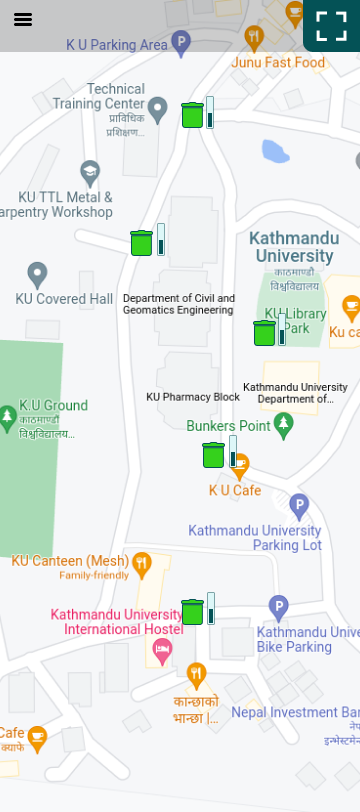 K U Parking Area
Junu Fast Food
Technical
Training Center
प्राविधिक
प्रशिक्षण...
KU TTL Metal &
arpentry Workshop
Kathmandu
University
काठमाण्डौ
विश्वविद्यालय
KU Covered Hall
Department of Civil and
Geomatics Engineering
KU Library
Park
Ku ca
Kathmandu University
Department of...
KU Pharmacy Block
K.U Ground
काठमाण्डौ
विश्वविद्यालय...
Bunkers Point
K U Cafe
Kathmandu University
Parking Lot
KU Canteen (Mesh)
Family-friendly
Kathmandu University
International Hostel
Kathmandu Unive
Bike Parking
कान्छाको
भान्छा |...
Nepal Investment Ban
नेप
इन्भेस्टमेन
Cafe
क्याफे